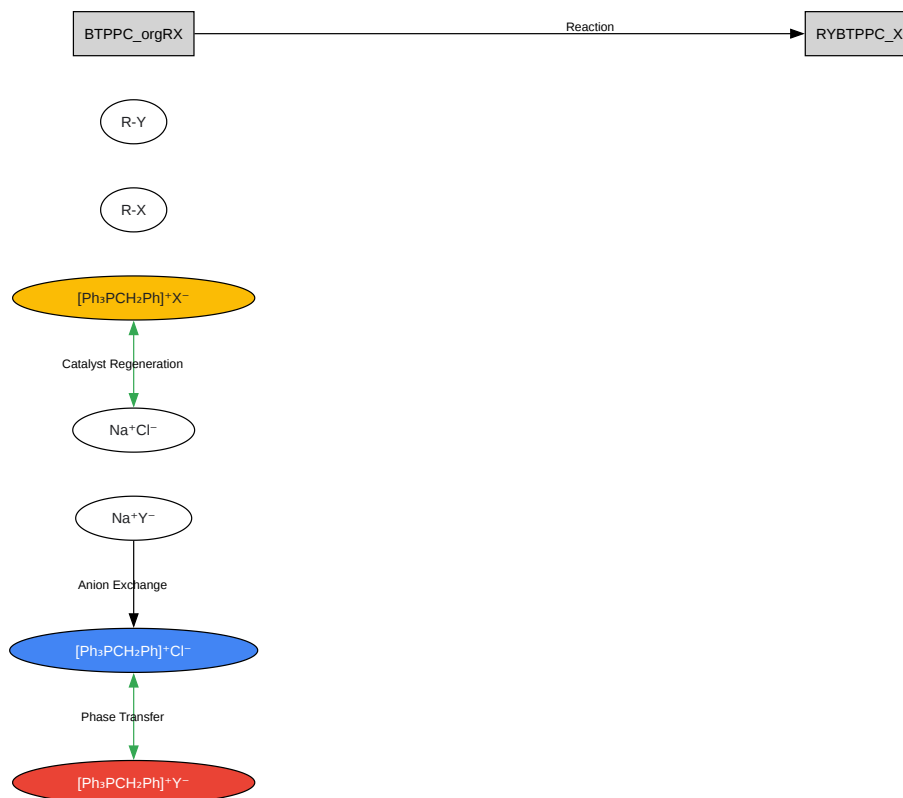 BTPPC_orgRX
Reaction
RYBTPPC_X
R-Y
R-X
[Ph₃PCH₂Ph]⁺X⁻
Catalyst Regeneration
Na⁺Cl⁻
Na⁺Y⁻
Anion Exchange
[Ph₃PCH₂Ph]⁺Cl⁻
Phase Transfer
[Ph₃PCH₂Ph]⁺Y⁻